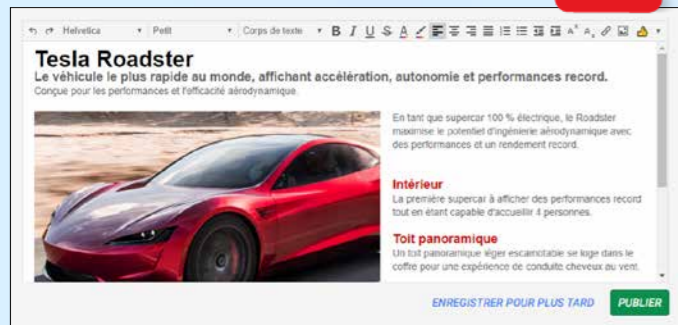 Helvetica Petit Corps de texte B I U S A
Tesla Roadster
Le véhicule le plus rapide au monde, affichant accélération, autonomie et performances record.
Conçue pour les performances et l'efficacité aérodynamique.
En tant que supercar 100 % électrique, le Roadster
maximise le potentiel d'ingénierie aérodynamique avec
des performances et un rendement record.
Intérieur
La première supercar à afficher des performances record
tout en étant capable d'accueillir 4 personnes.
Toit panoramique
Un toit panoramique léger escamotable se loge dans le
coffre pour une expérience de conduite cheveux au vent.
ENREGISTRER POUR PLUS TARD PUBLIER